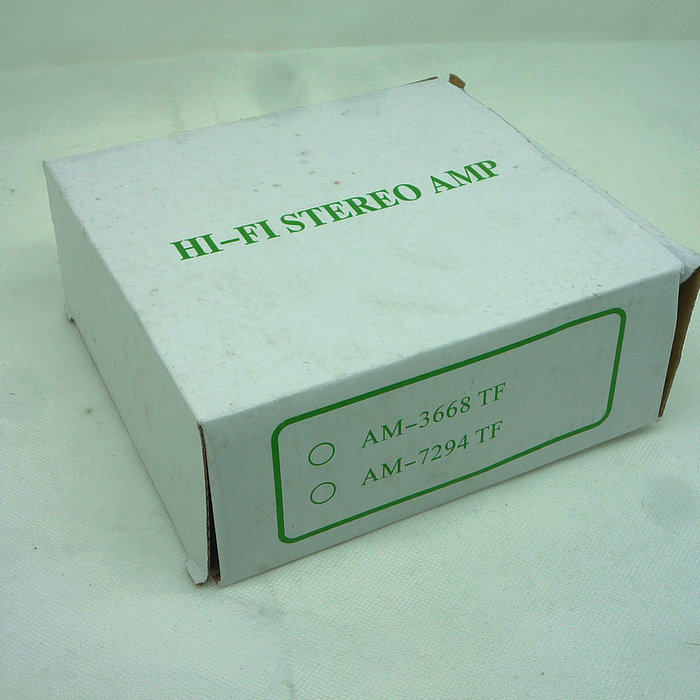 HI-FI STEREO AMP
AM-3668 TF
AM-7294 TF